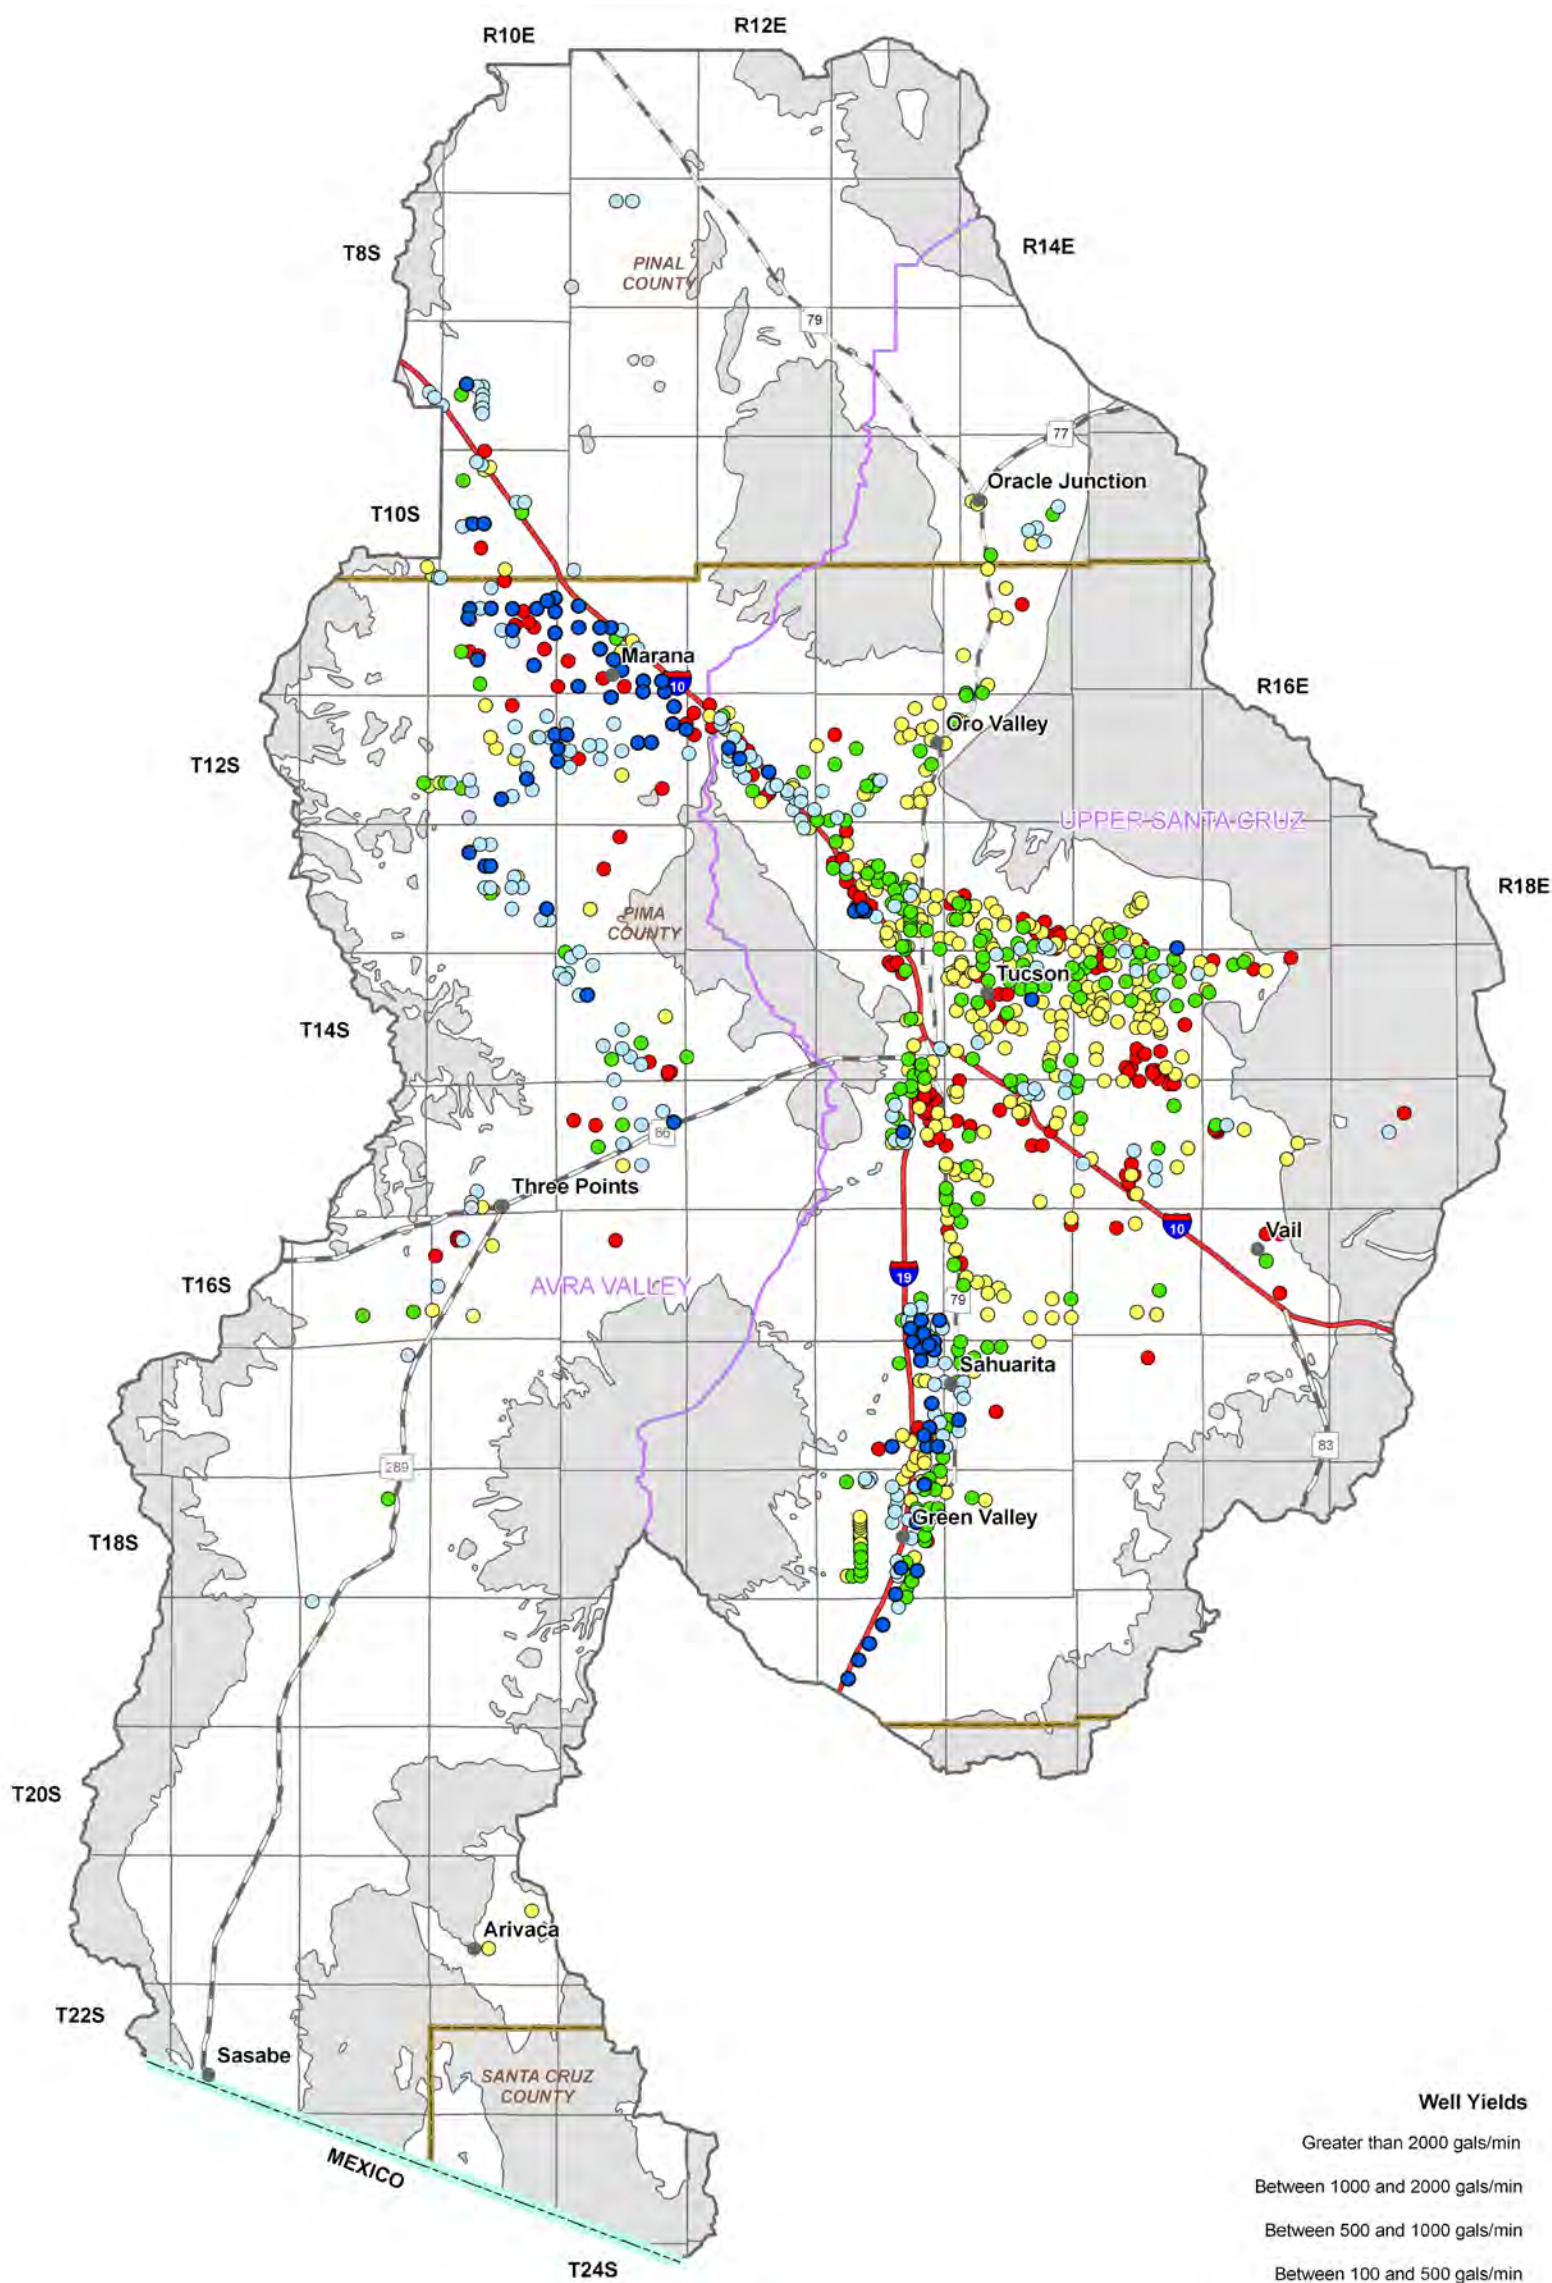 R12E
R10E
R14E
T8S
PINAL
COUNTY
79
77
Oracle Junction
T10S
Marana
10
R16E
Oro Valley
T12S
UPPER SANTA CRUZ
R18E
PIMA
COUNTY
Tucson
T14S
86
Three Points
10
Vail
T16S
AVRA VALLEY
19
79
Sahuarita
83
289
Green Valley
T18S
T20S
Arivaca
T22S
Sasabe
SANTA CRUZ
COUNTY
MEXICO
T24S
Well Yields
Greater than 2000 gals/min
Between 1000 and 2000 gals/min
Between 500 and 1000 gals/min
Between 100 and 500 gals/min